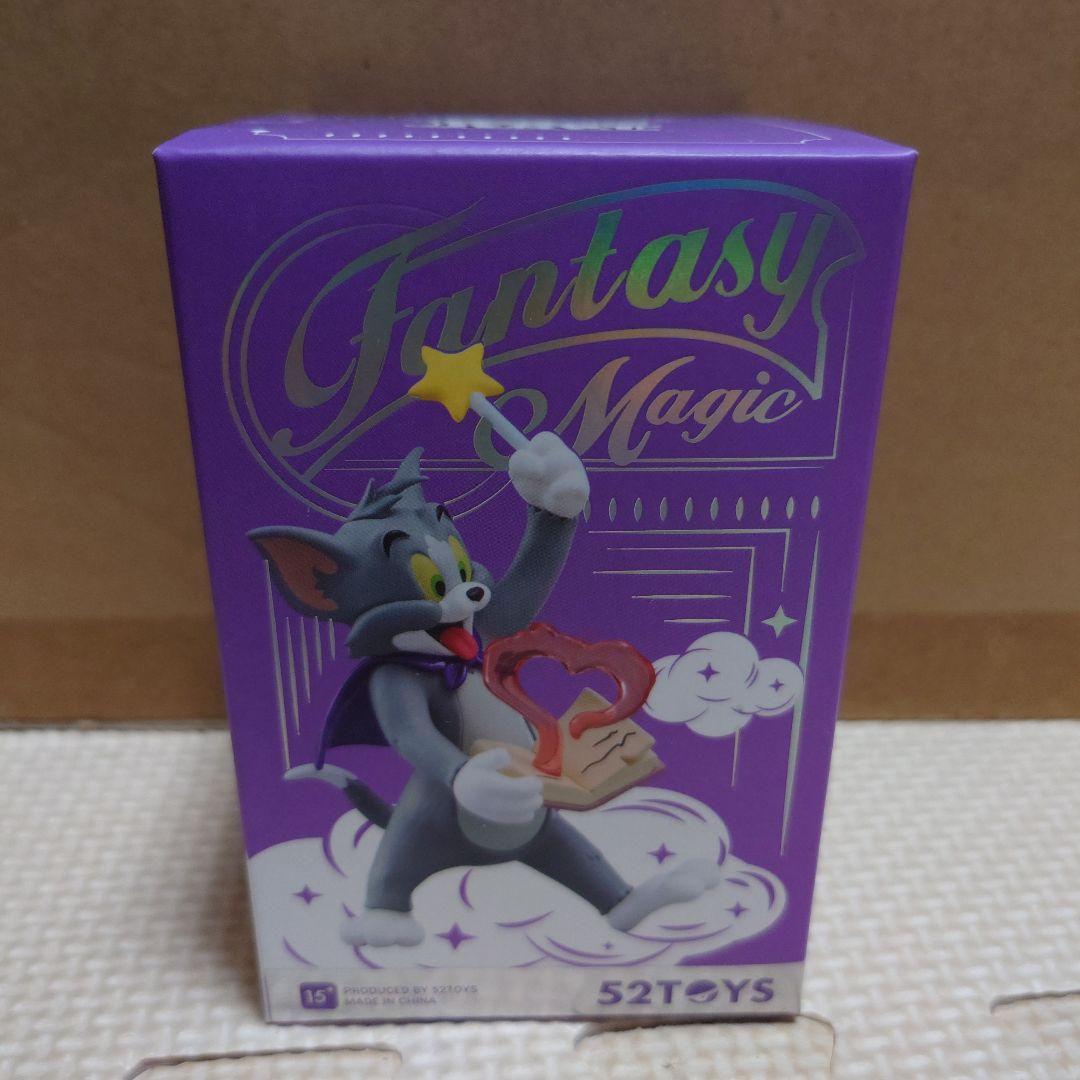 Fantasy
Magic
15+
PRODUCED BY 52TOYS
MADE IN CHINA
52TOYS